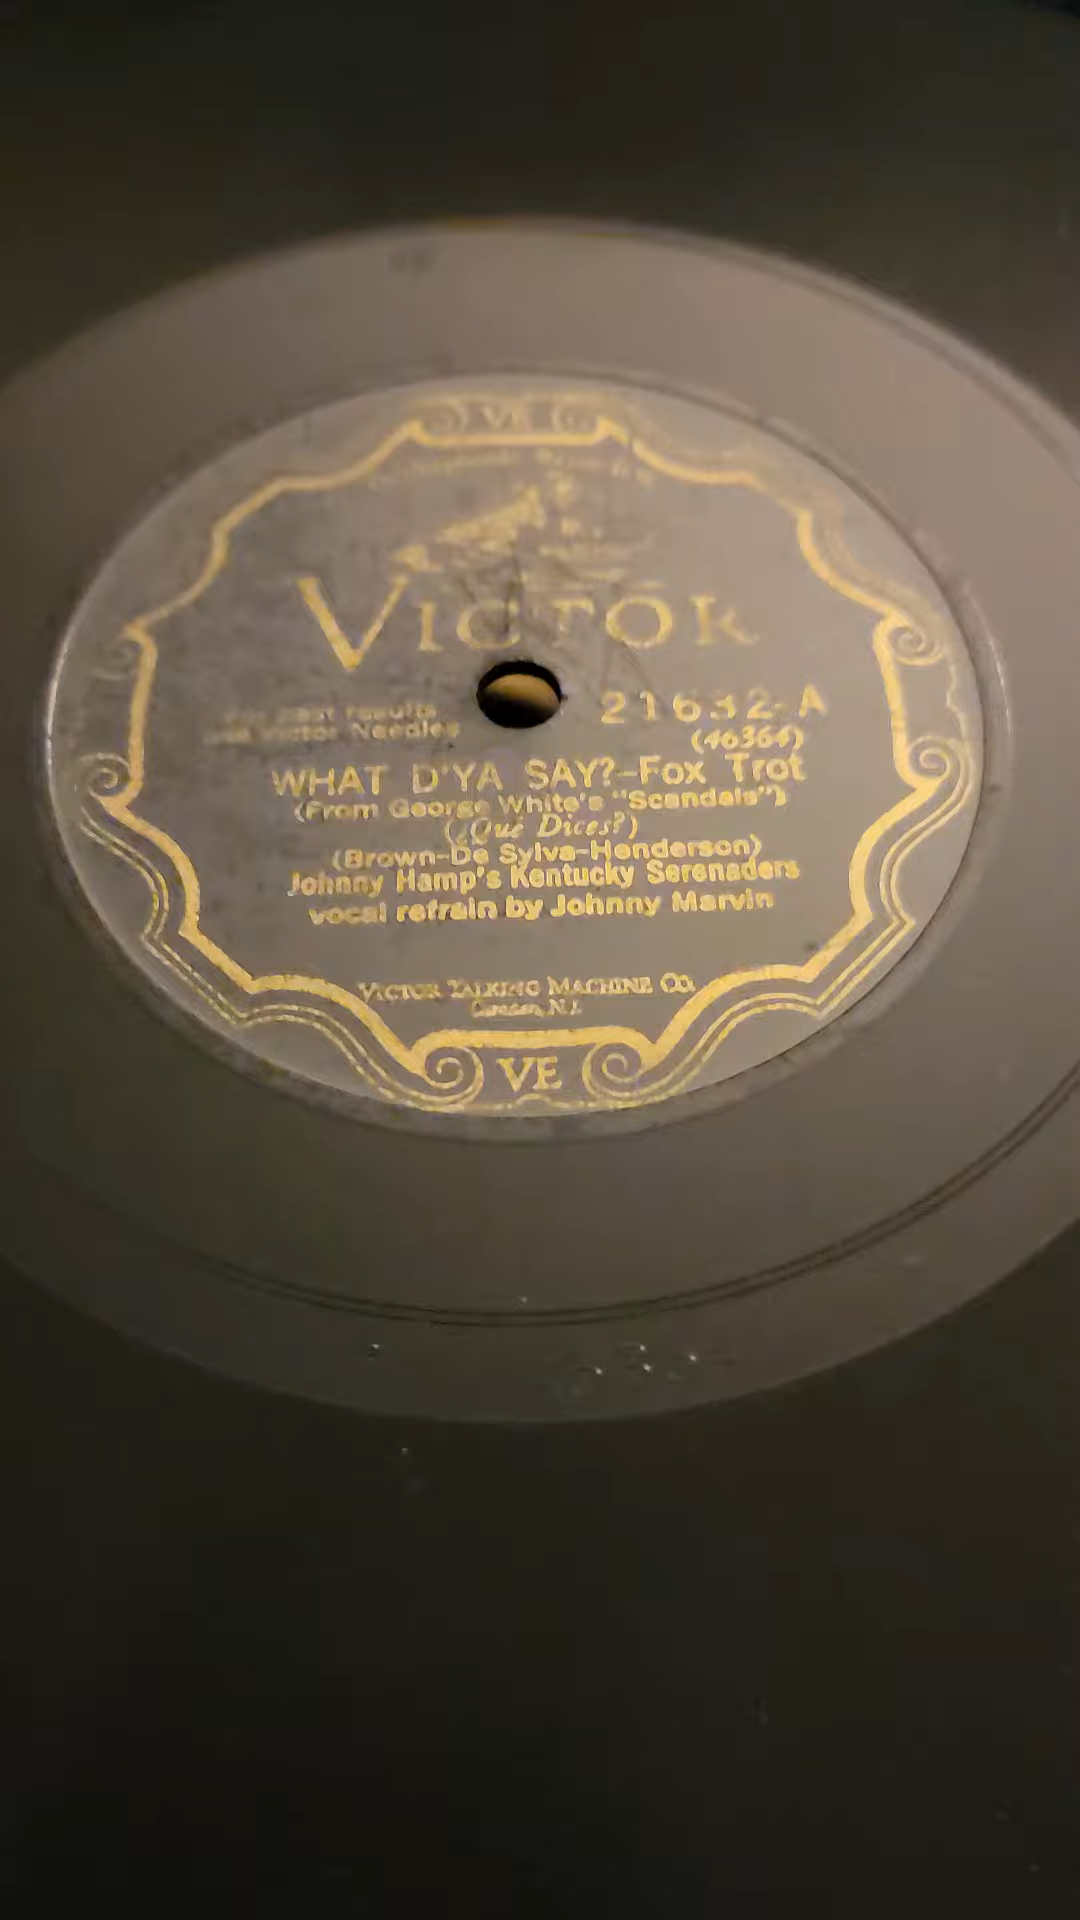 VE
VICTOR
For best results
use Victor Needles
21632-A
(46364)
WHAT D'YA SAY?-Fox Trot
(From George White's "Scandals")
(¿Qué Dices?)
(Brown-De Sylva-Henderson)
Johnny Hamp's Kentucky Serenaders
vocal refrain by Johnny Marvin
VICTOR TALKING MACHINE CO.
Camden, N.J.
VE